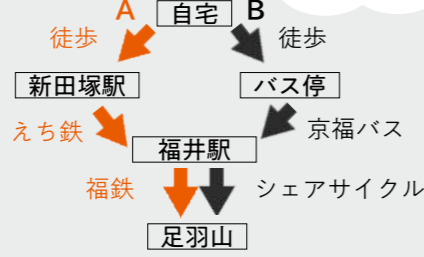 A 自宅 B
徒歩 徒歩
新田塚駅 バス停
えち鉄 京福バス
福井駅
福鉄 シェアサイクル
足羽山